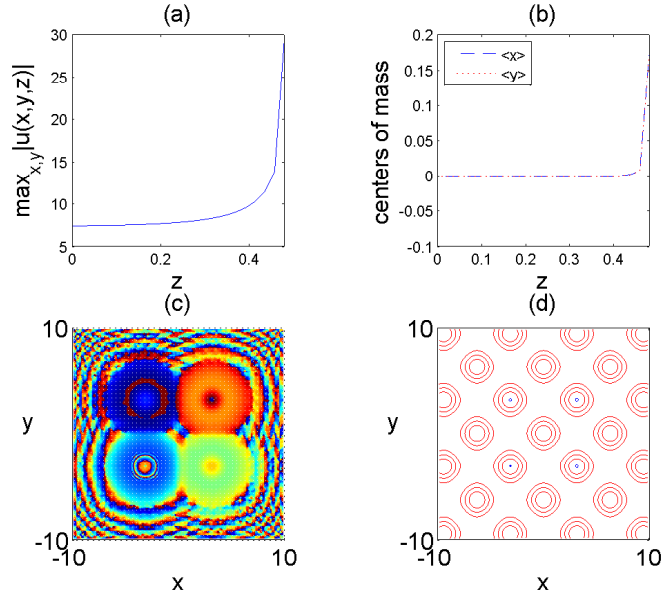 (a)
max_{x,y}|u(x,y,z)|
30
25
20
15
10
5
0
0.2
0.4
z
(b)
centers of mass
0.2
0.15
0.1
0.05
0
-0.05
-0.1
<x>
<y>
0
0.1
0.2
0.3
0.4
z
(c)
y
10
-10
-10
10
x
(d)
y
10
-10
-10
10
x